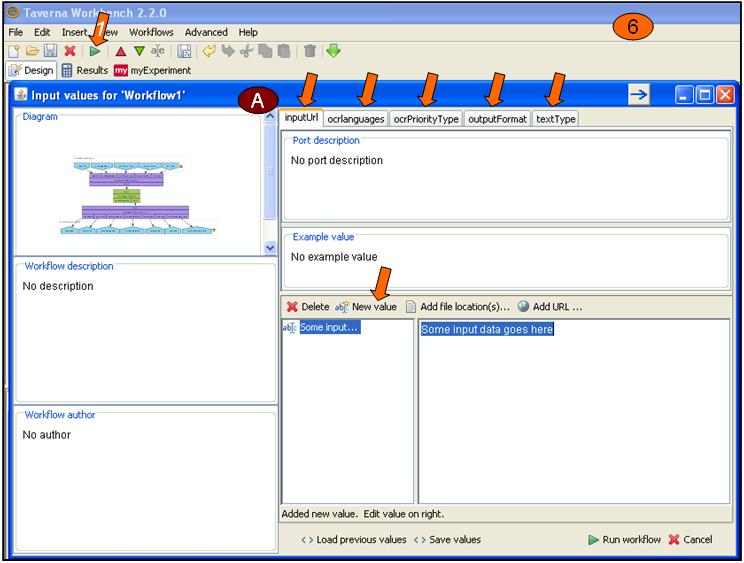 Taverna Workbench 2.2.0
File Edit Insert View Workflows Advanced Help
1
6
Design Results my myExperiment
Input values for 'Workflow1'
A
Diagram
inputUrl ocrlanguages ocrPriorityType outputFormat textType
Port description
No port description
Example value
No example value
Workflow description
No description
Delete New value Add file location(s)... Add URL ...
Some input... Some input data goes here
Workflow author
No author
Added new value. Edit value on right.
Load previous values Save values Run workflow Cancel